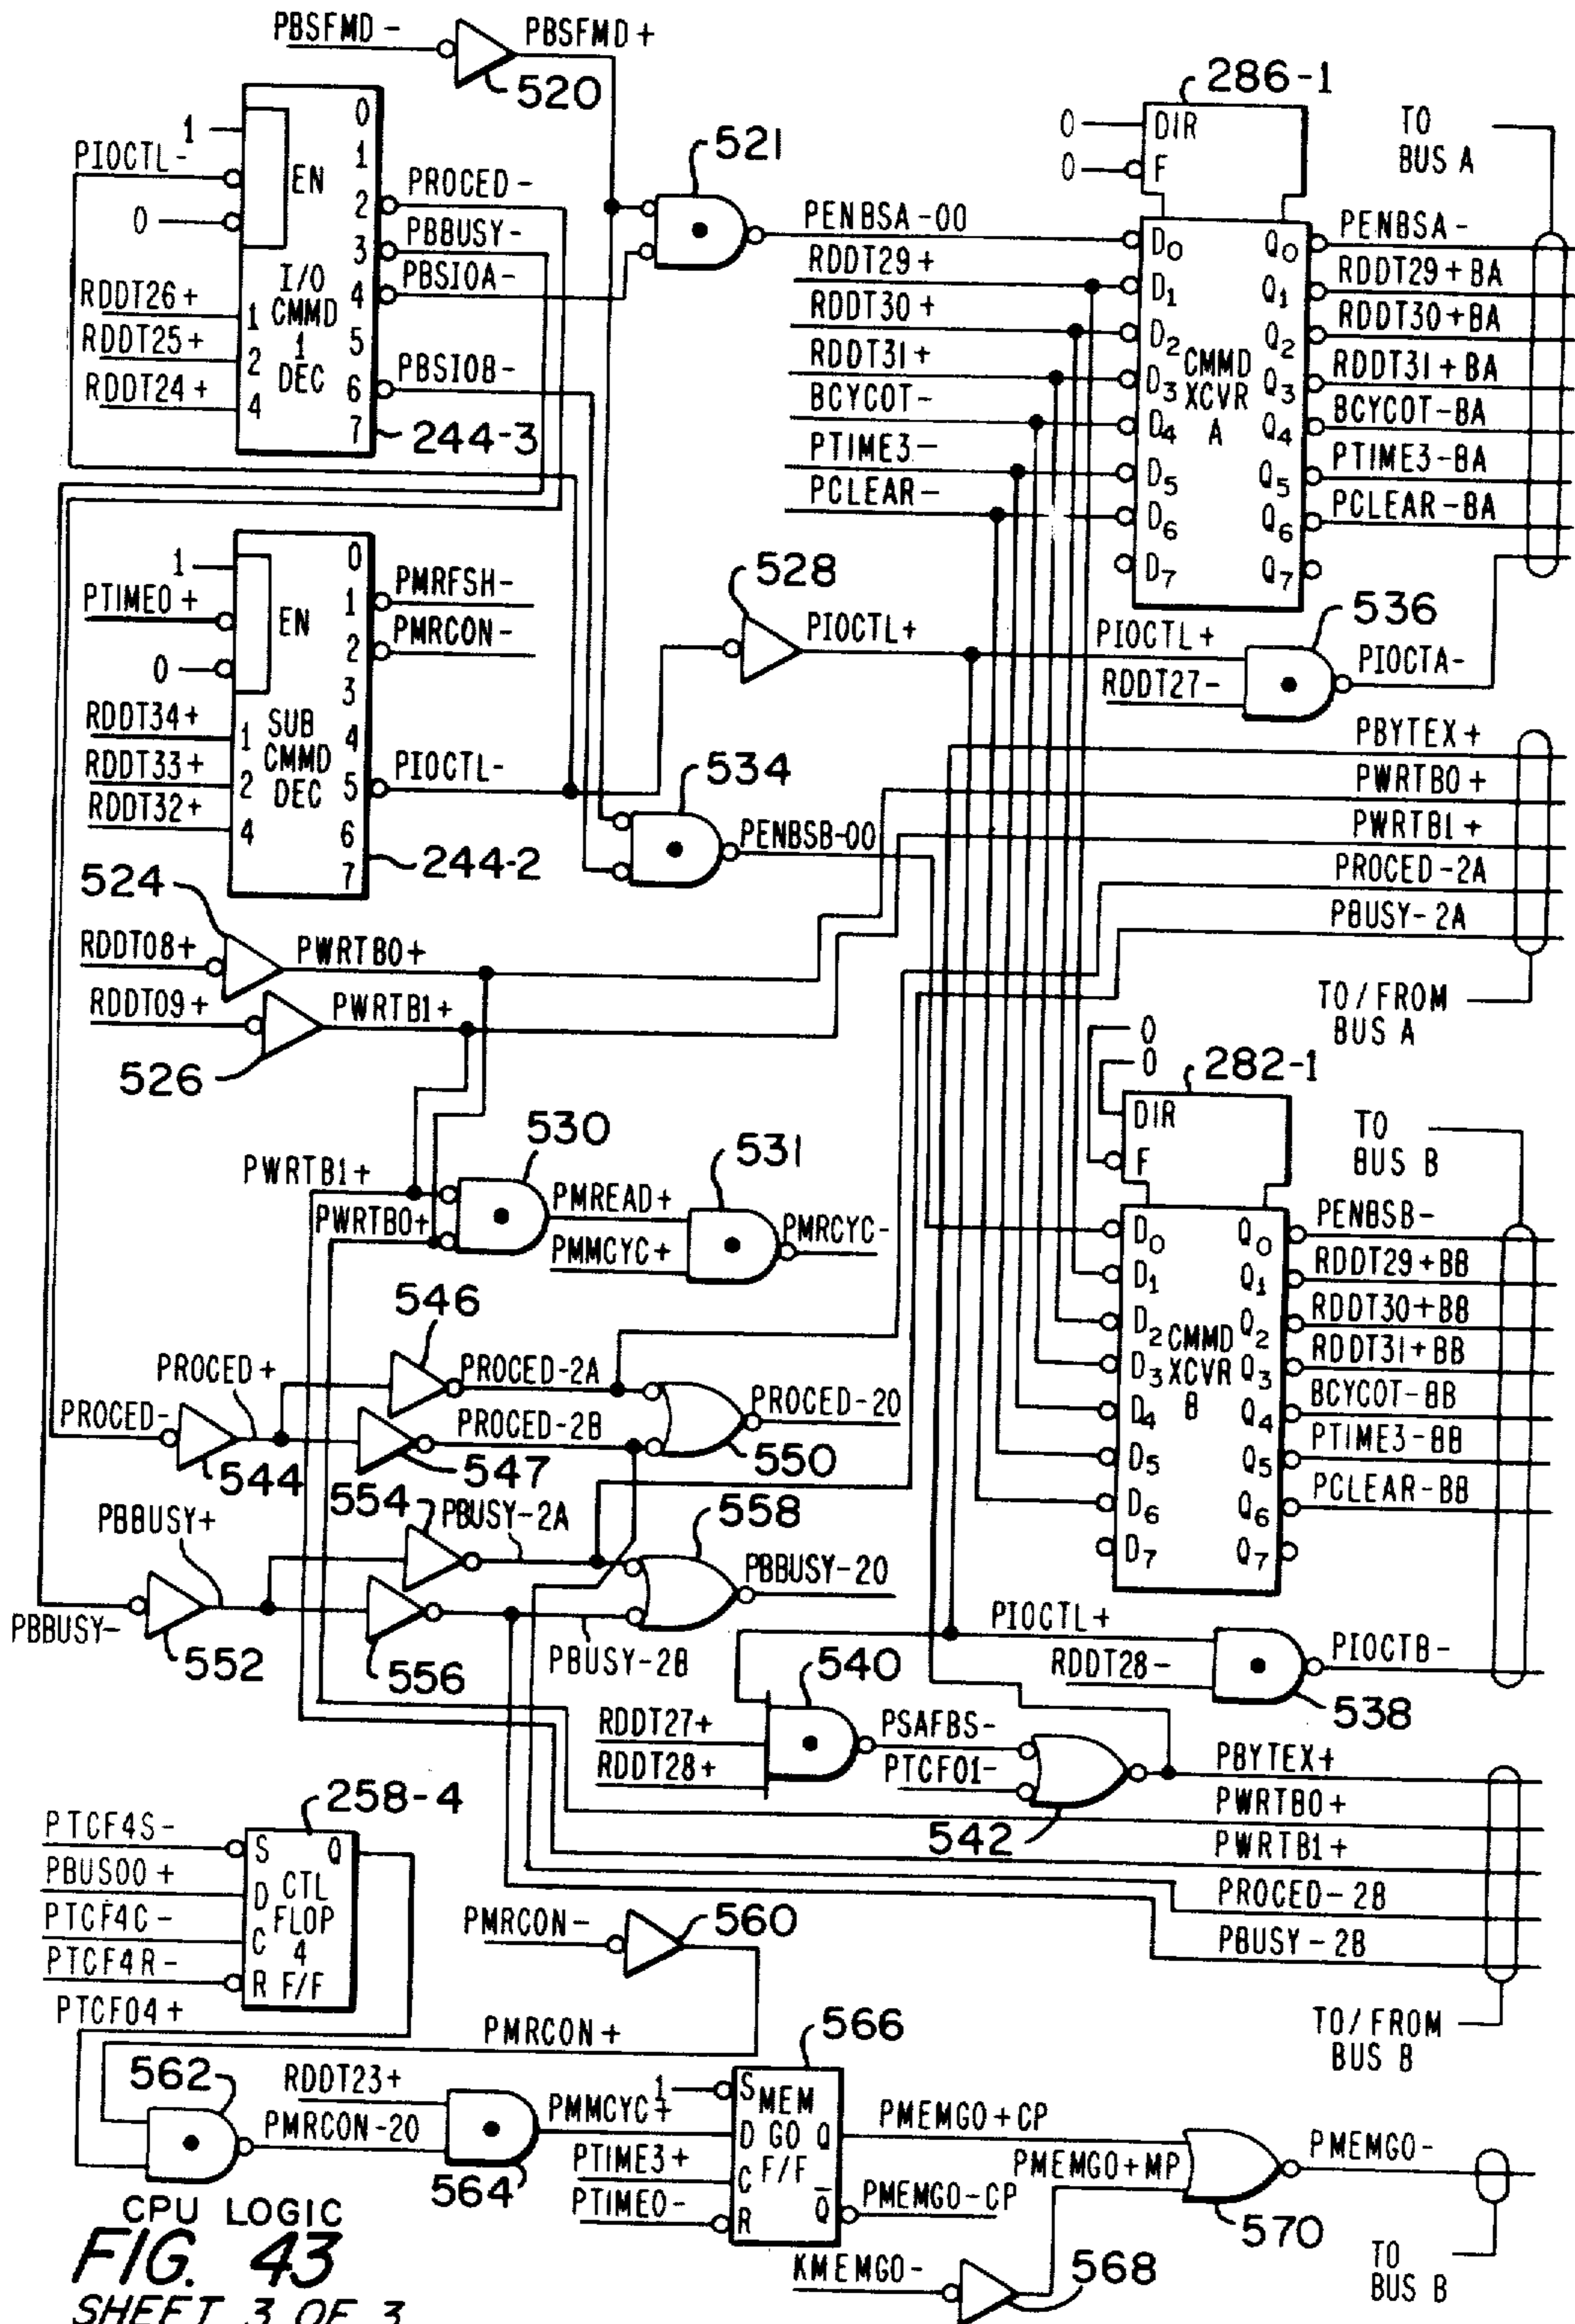 PBSFMD-
PBSFMD+
520
0
1
2
3
4
5
6
7
1
PIOCTL-
0
EN
I/O
CMMD
1
DEC
RDDT26+
RDDT25+
RDDT24+
1
2
4
PROCED-
PBBUSY-
PBSIOA-
PBSIOB-
244-3
521
PENBSA-00
RDDT29+
RDDT30+
RDDT31+
BCYCOT-
PTIME3-
PCLEAR-
286-1
0
0
DIR
F
D0
D1
D2
D3
D4
D5
D6
D7
CMMD
XCVR
A
Q0
Q1
Q2
Q3
Q4
Q5
Q6
Q7
TO
BUS A
PENBSA-
RDDT29+BA
RDDT30+BA
RDDT31+BA
BCYCOT-BA
PTIME3-BA
PCLEAR-BA
1
PTIME0+
0
EN
SUB
CMMD
DEC
RDDT34+
RDDT33+
RDDT32+
1
2
4
0
1
2
3
4
5
6
7
PMRFSH-
PMRCON-
PIOCTL-
244-2
528
PIOCTL+
PIOCTL+
RDDT27-
536
PIOCTA-
534
PENBSB-00
PBYTEX+
PWRTB0+
PWRTB1+
PROCED-2A
PBUSY-2A
TO/FROM
BUS A
524
RDDT08+
PWRTB0+
RDDT09+
PWRTB1+
526
0
0
282-1
DIR
F
TO
BUS B
D0
D1
D2
D3
D4
D5
D6
D7
CMMD
XCVR
B
Q0
Q1
Q2
Q3
Q4
Q5
Q6
Q7
PENBSB-
RDDT29+BB
RDDT30+BB
RDDT31+BB
BCYCOT-BB
PTIME3-BB
PCLEAR-BB
PWRTB1+
PWRTB0+
530
PMREAD+
PMMCYC+
531
PMRCYC-
546
PROCED+
PROCED-2A
PROCED-20
PROCED-
PROCED-2B
544
547
550
554
PBUSY-2A
558
PBBUSY+
PBBUSY-20
PBBUSY-
552
556
PBUSY-2B
PIOCTL+
RDDT28-
PIOCTB-
538
540
RDDT27+
RDDT28+
PSAFBS-
PTCF01-
542
PBYTEX+
PWRTB0+
PWRTB1+
PROCED-2B
PBUSY-2B
TO/FROM
BUS B
258-4
PTCF4S-
PBUS00+
PTCF4C-
PTCF4R-
S
D
C
R
Q
CTL
FLOP
4
F/F
PTCF04+
PMRCON-
560
PMRCON+
562
RDDT23+
PMRCON-20
564
PMMCYC+
PTIME3+
PTIME0-
1
566
S
D
C
R
MEM
GO
F/F
Q
Q̅
PMEMGO+CP
PMEMGO+MP
PMEMGO-CP
KMEMGO-
568
570
PMEMGO-
TO
BUS B
CPU LOGIC
FIG. 43
SHEET 3 OF 3